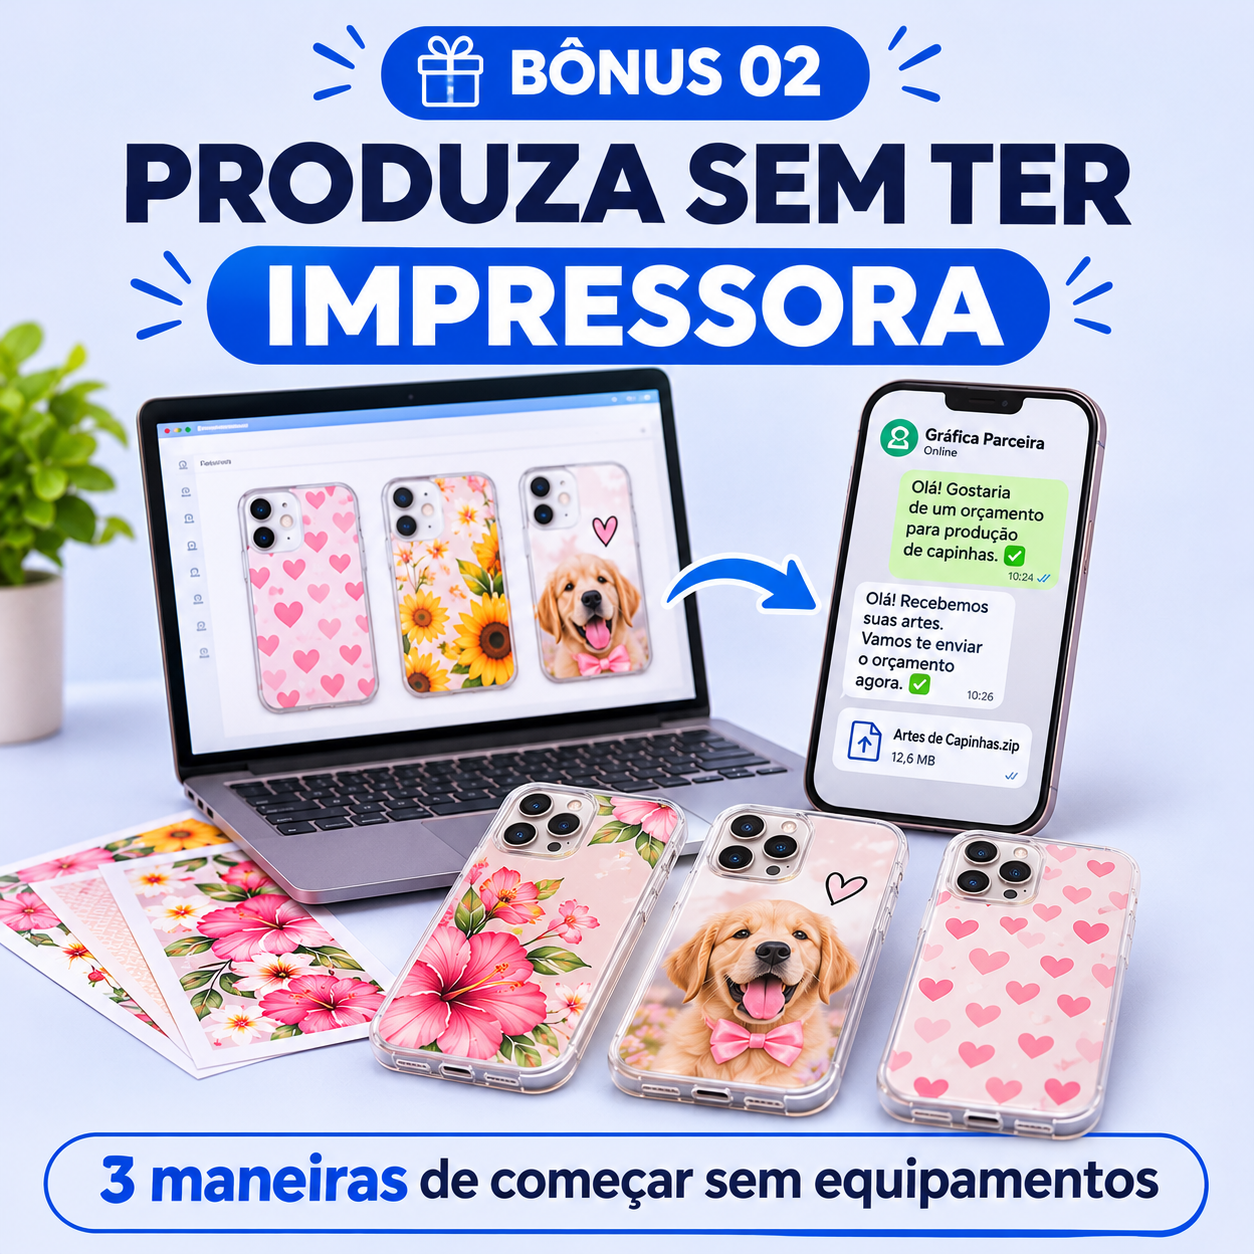 BÔNUS 02
PRODUZA SEM TER
IMPRESSORA
Gráfica Parceira
Online
Olá! Gostaria
de um orçamento
para produção
de capinhas. ✅
10:24
Olá! Recebemos
suas artes.
Vamos te enviar
o orçamento
agora. ✅
10:26
Artes de Capinhas.zip
12,6 MB
3 maneiras de começar sem equipamentos